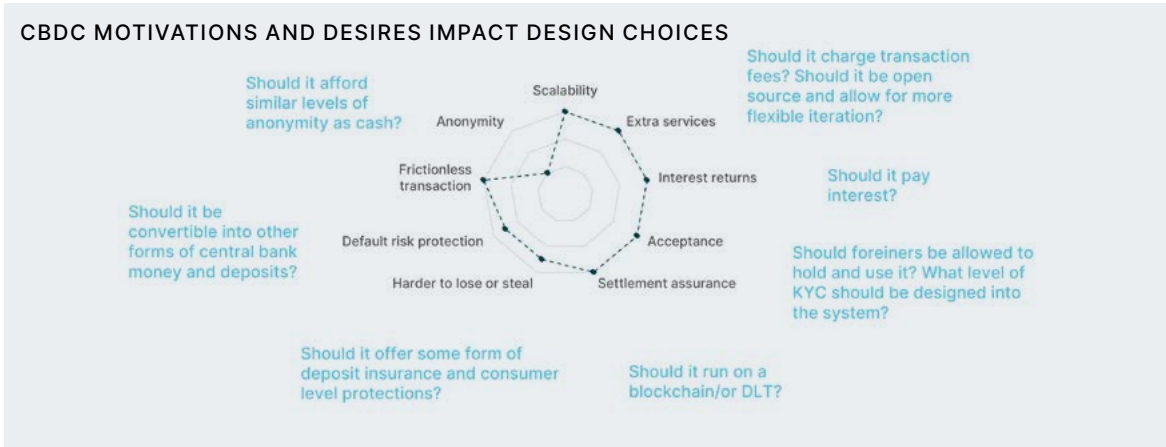 CBDC MOTIVATIONS AND DESIRES IMPACT DESIGN CHOICES
Should it charge transaction
fees? Should it be open
source and allow for more
flexible iteration?
Should it afford
similar levels of
anonymity as cash?
Scalability
Anonymity
Extra services
Frictionless
transaction
Interest returns
Should it pay
interest?
Should it be
convertible into other
forms of central bank
money and deposits?
Default risk protection
Acceptance
Should foreiners be allowed to
hold and use it? What level of
KYC should be designed into
the system?
Harder to lose or steal
Settlement assurance
Should it offer some form of
deposit insurance and consumer
level protections?
Should it run on a
blockchain/or DLT?